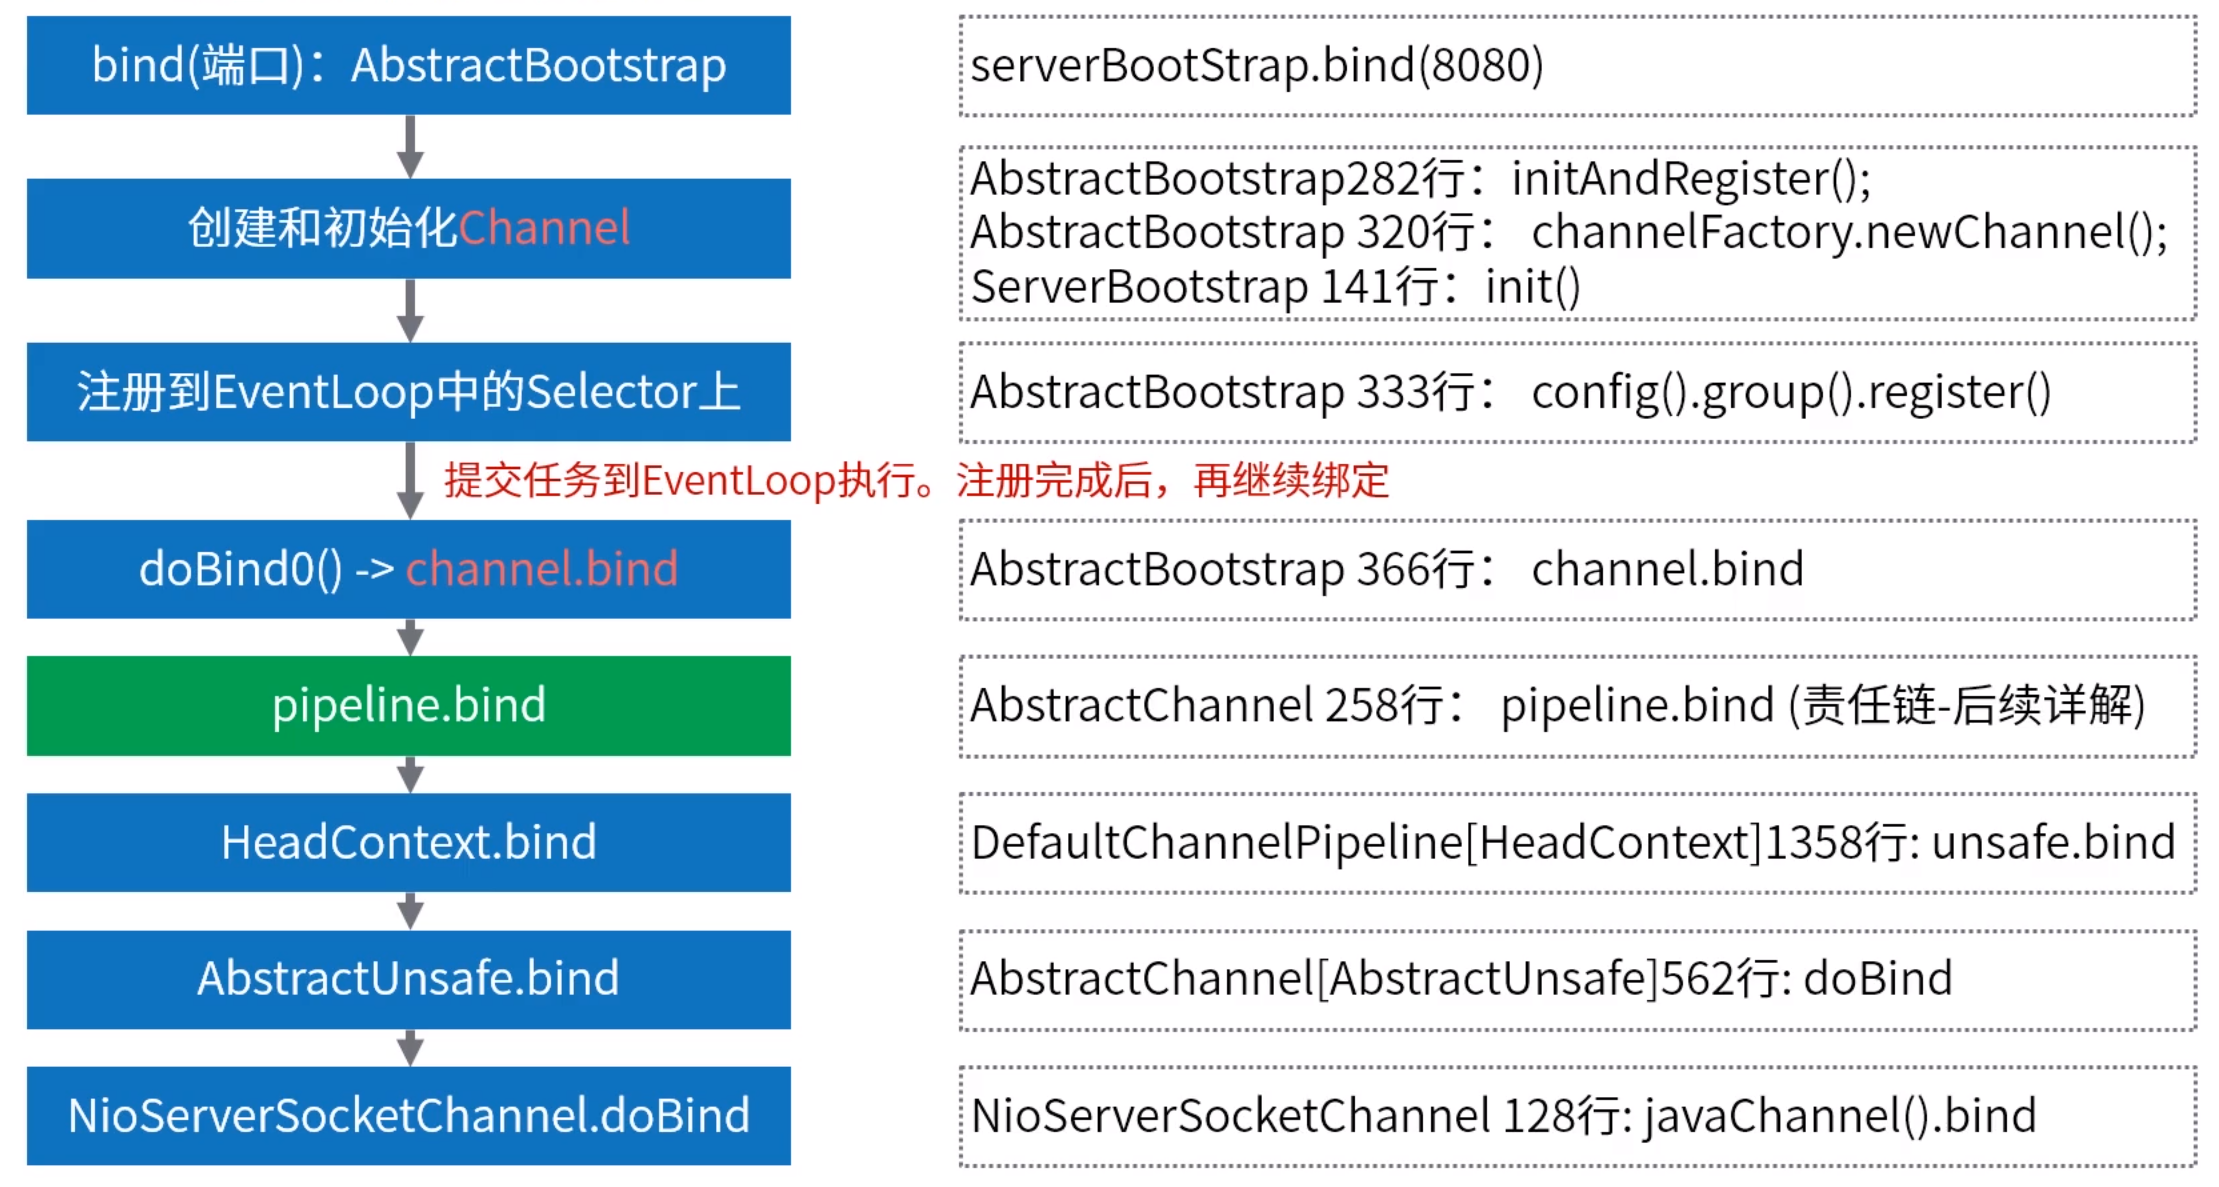 bind(端口)：AbstractBootstrap
serverBootStrap.bind(8080)
创建和初始化Channel
AbstractBootstrap282行：initAndRegister();
AbstractBootstrap 320行： channelFactory.newChannel();
ServerBootstrap 141行：init()
注册到EventLoop中的Selector上
AbstractBootstrap 333行： config().group().register()
提交任务到EventLoop执行。注册完成后，再继续绑定
doBind0() -> channel.bind
AbstractBootstrap 366行： channel.bind
pipeline.bind
AbstractChannel 258行： pipeline.bind (责任链-后续详解)
HeadContext.bind
DefaultChannelPipeline[HeadContext]1358行: unsafe.bind
AbstractUnsafe.bind
AbstractChannel[AbstractUnsafe]562行: doBind
NioServerSocketChannel.doBind
NioServerSocketChannel 128行: javaChannel().bind